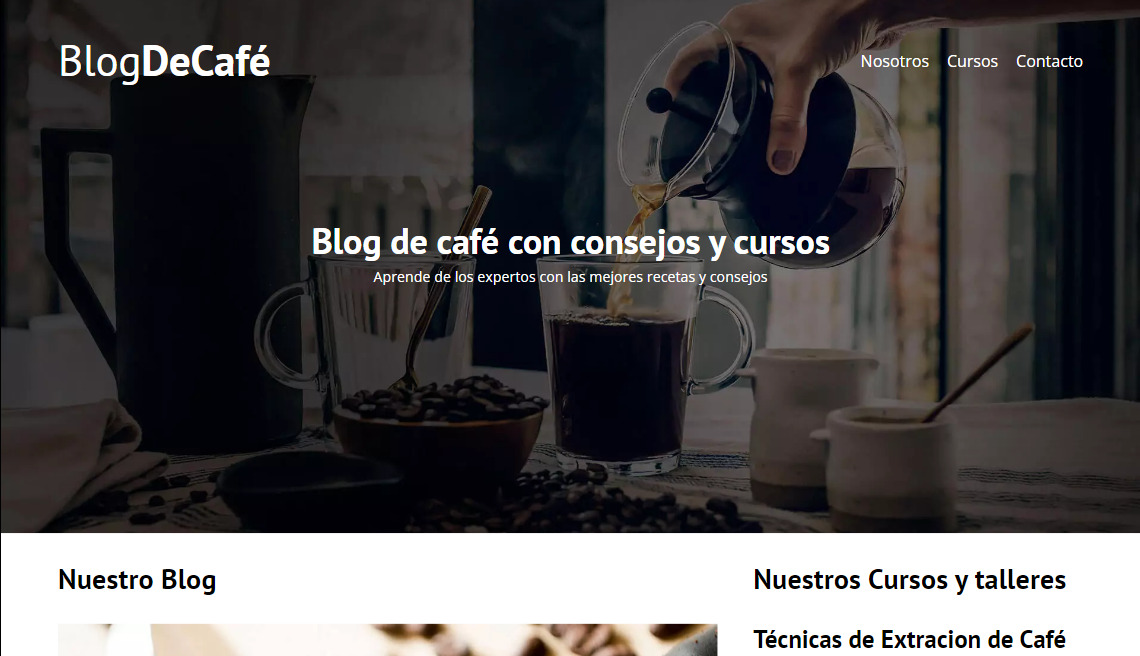 BlogDeCafé
Nosotros Cursos Contacto
Blog de café con consejos y cursos
Aprende de los expertos con las mejores recetas y consejos
Nuestro Blog
Nuestros Cursos y talleres
Técnicas de Extracion de Café